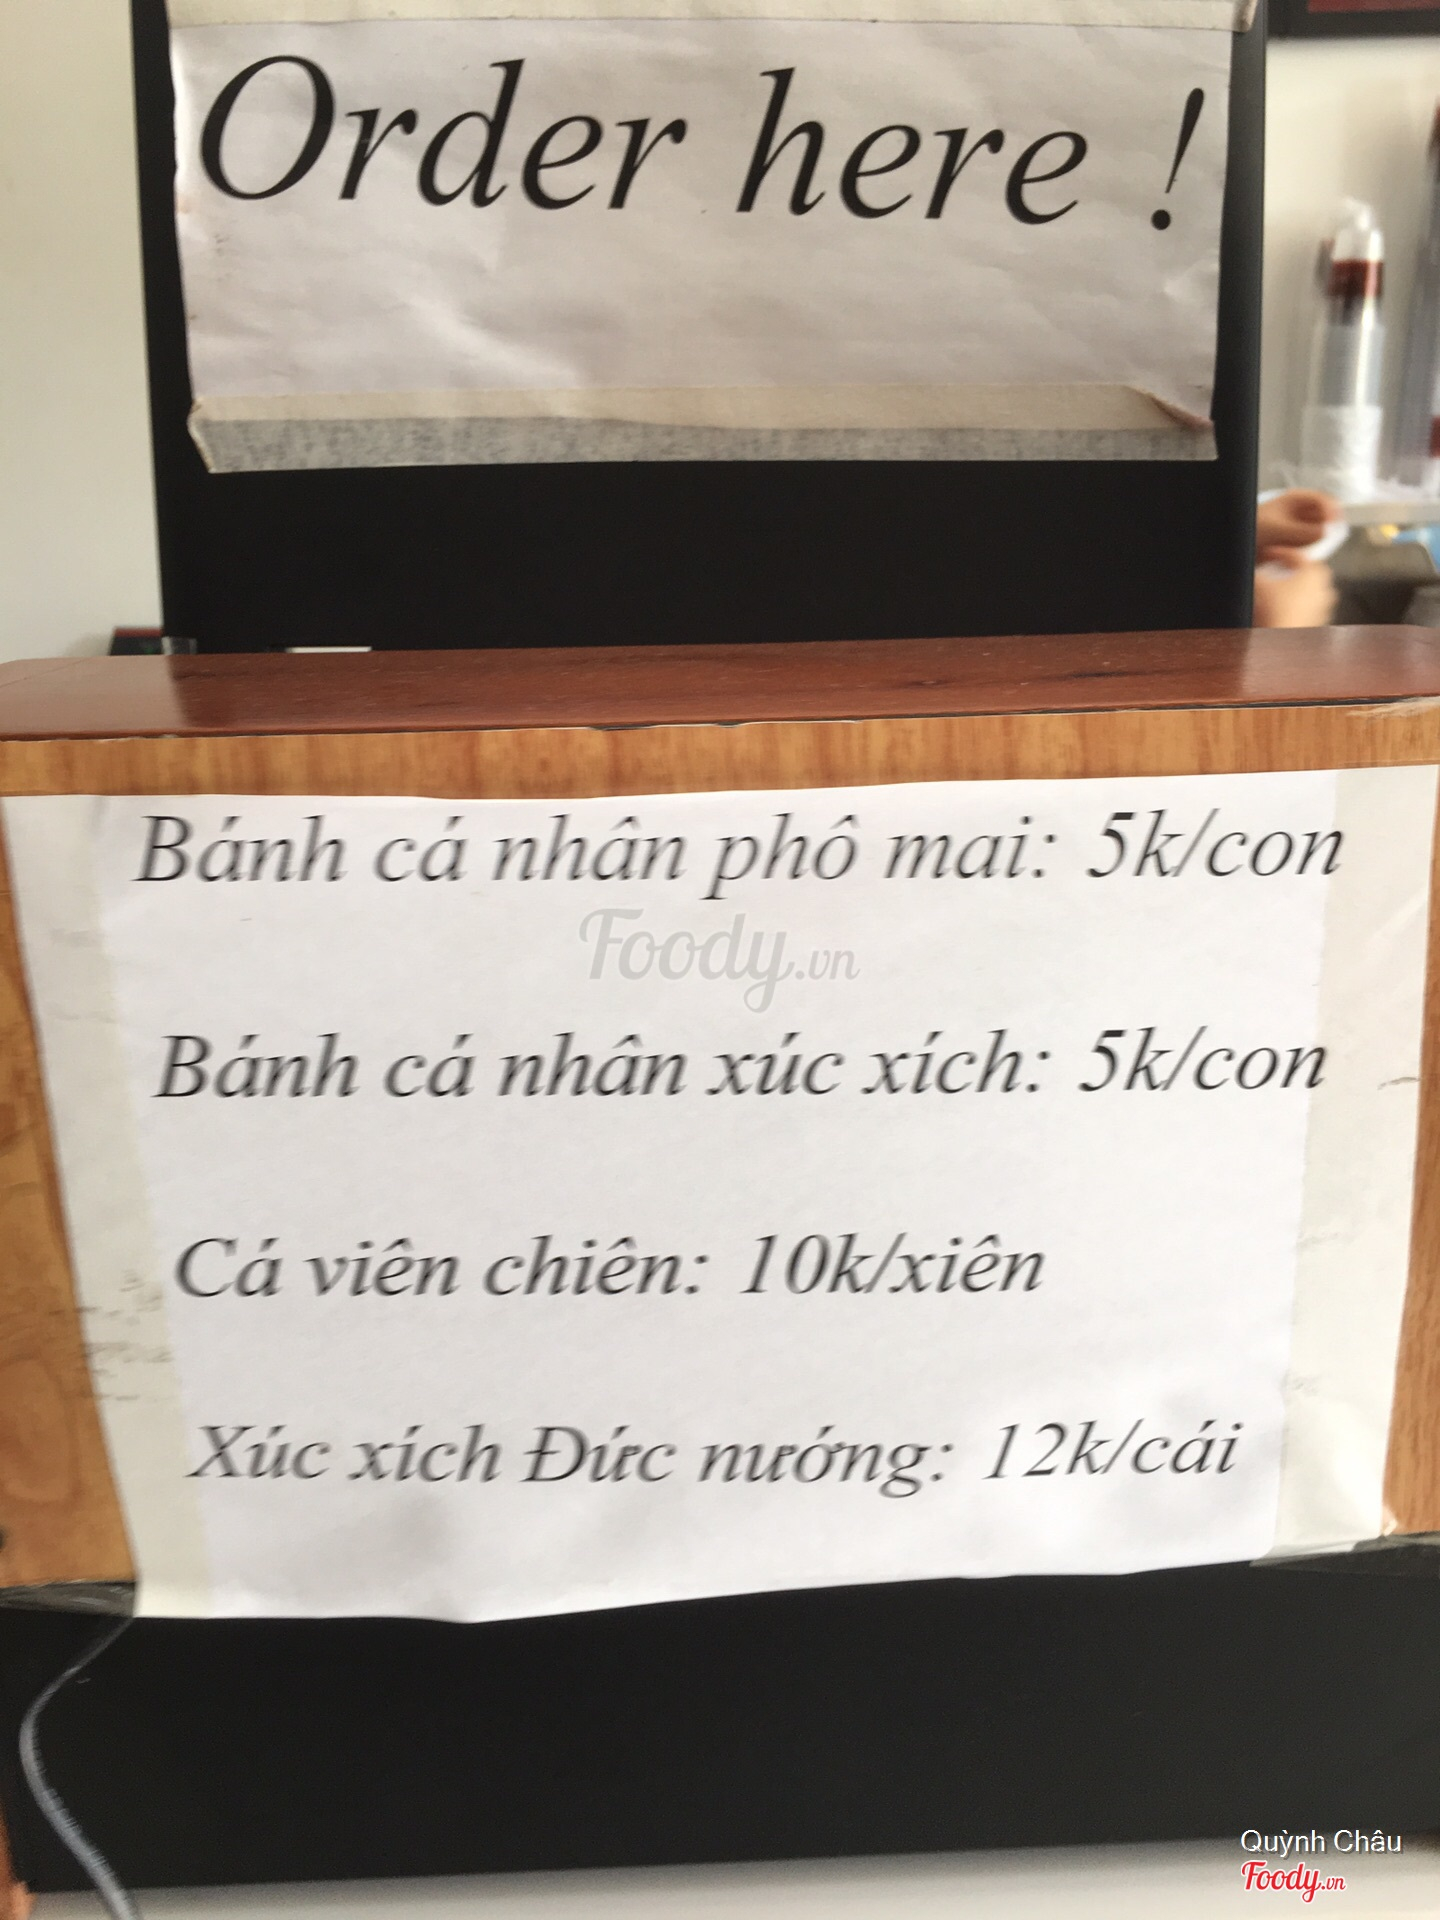 Order here !
Bánh cá nhân phô mai: 5k/con
Foody.vn
Bánh cá nhân xúc xích: 5k/con
Cá viên chiên: 10k/xiên
Xúc xích Đức nướng: 12k/cái
Quỳnh Châu
Foody.vn